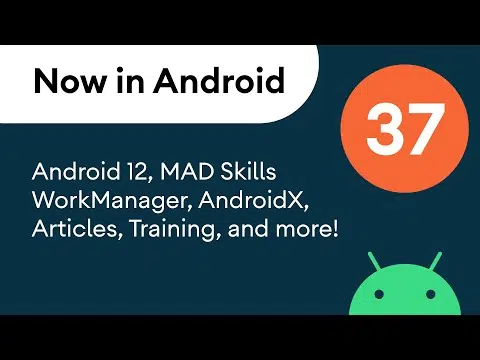 Now in Android
37
Android 12, MAD Skills
WorkManager, AndroidX,
Articles, Training, and more!